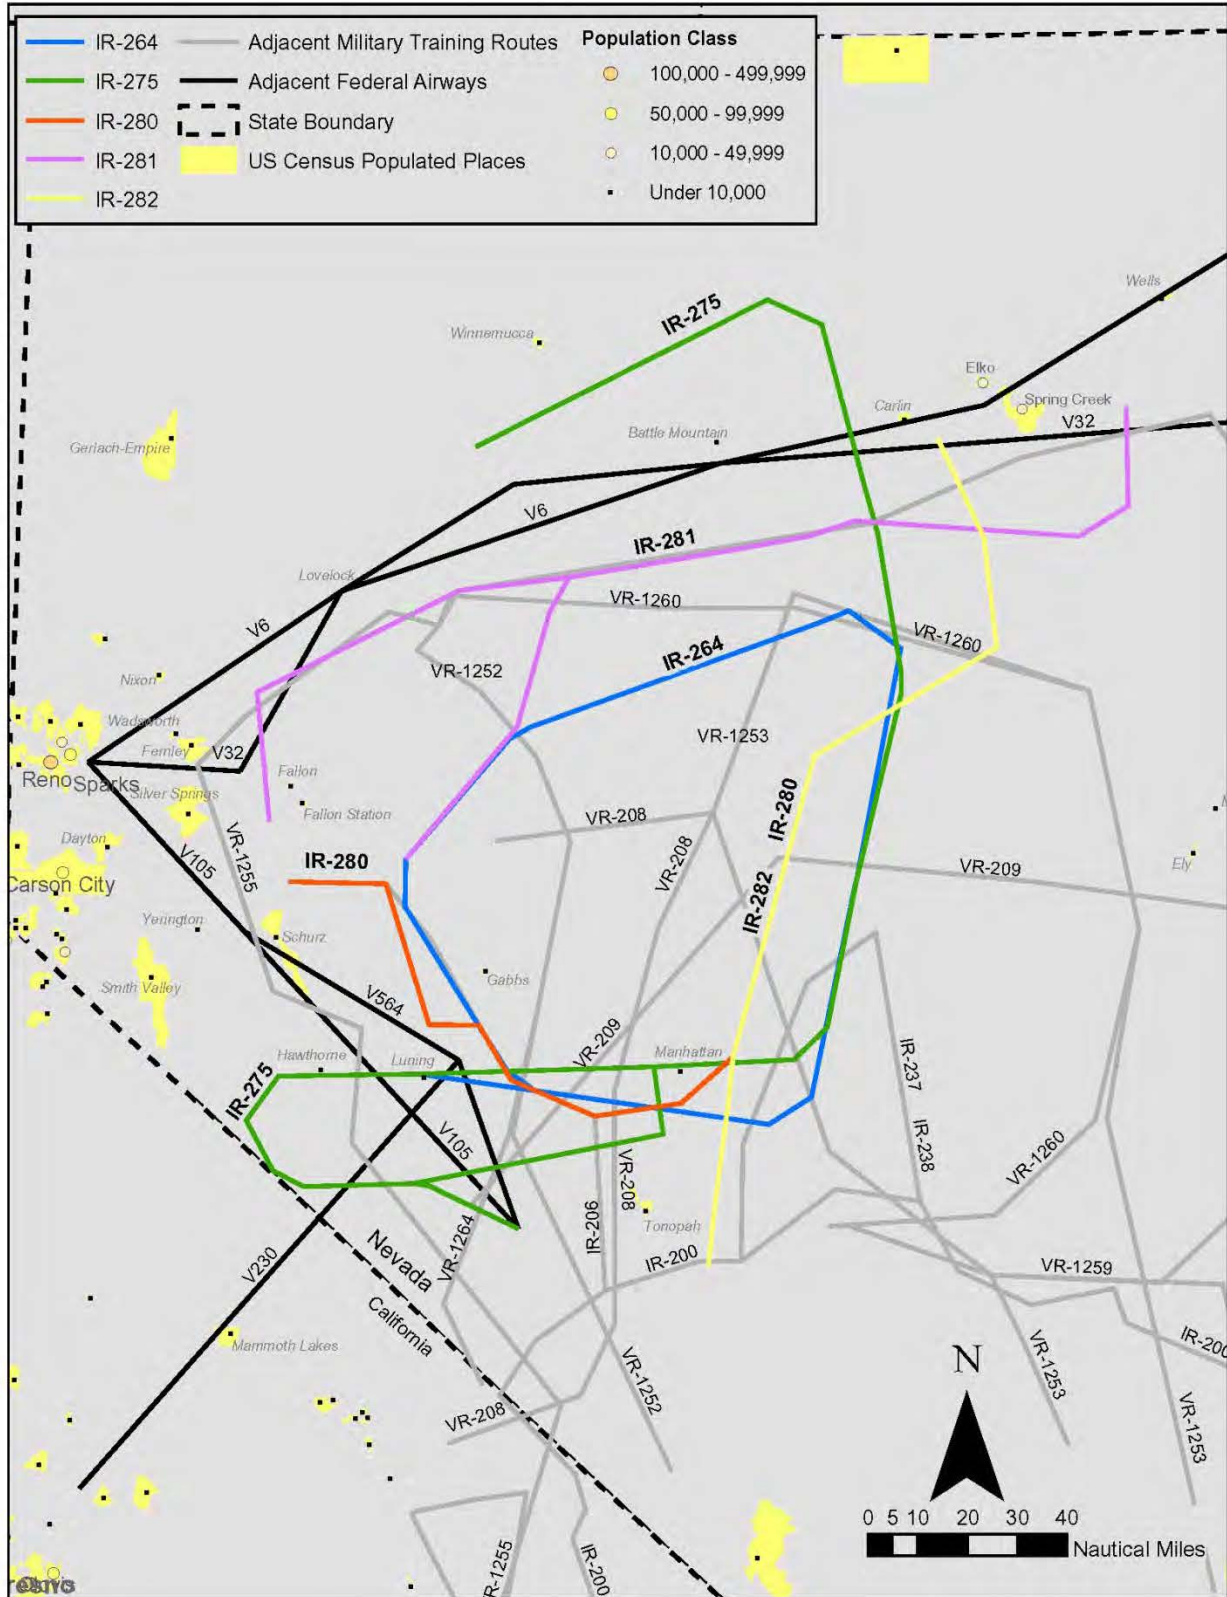 IR-264
Adjacent Military Training Routes
Population Class
IR-275
Adjacent Federal Airways
100,000 - 499,999
IR-280
State Boundary
50,000 - 99,999
IR-281
US Census Populated Places
10,000 - 49,999
IR-282
Under 10,000
Wells
IR-275
Winnemucca
Elko
Spring Creek
Carlin
V32
Battle Mountain
Gerlach-Empire
V6
IR-281
Lovelock
VR-1260
V6
VR-1260
IR-264
VR-1252
Nixon
Wadsworth
VR-1253
Fernley
V32
Reno
Sparks
Fallon
Silver Springs
IR-280
Fallon Station
VR-208
Dayton
V105
VR-1255
IR-280
VR-208
VR-209
Ely
Carson City
IR-282
Yerington
Schurz
Gabbs
Smith Valley
V564
VR-209
Hawthorne
Luning
Manhattan
IR-237
IR-275
V105
IR-238
VR-1260
VR-208
IR-206
Tonopah
VR-1264
Nevada
IR-200
VR-1259
V230
California
Mammoth Lakes
IR-200
VR-1252
VR-1253
VR-208
VR-1253
N
0 5 10 20 30 40
Nautical Miles
VR-1255
IR-200